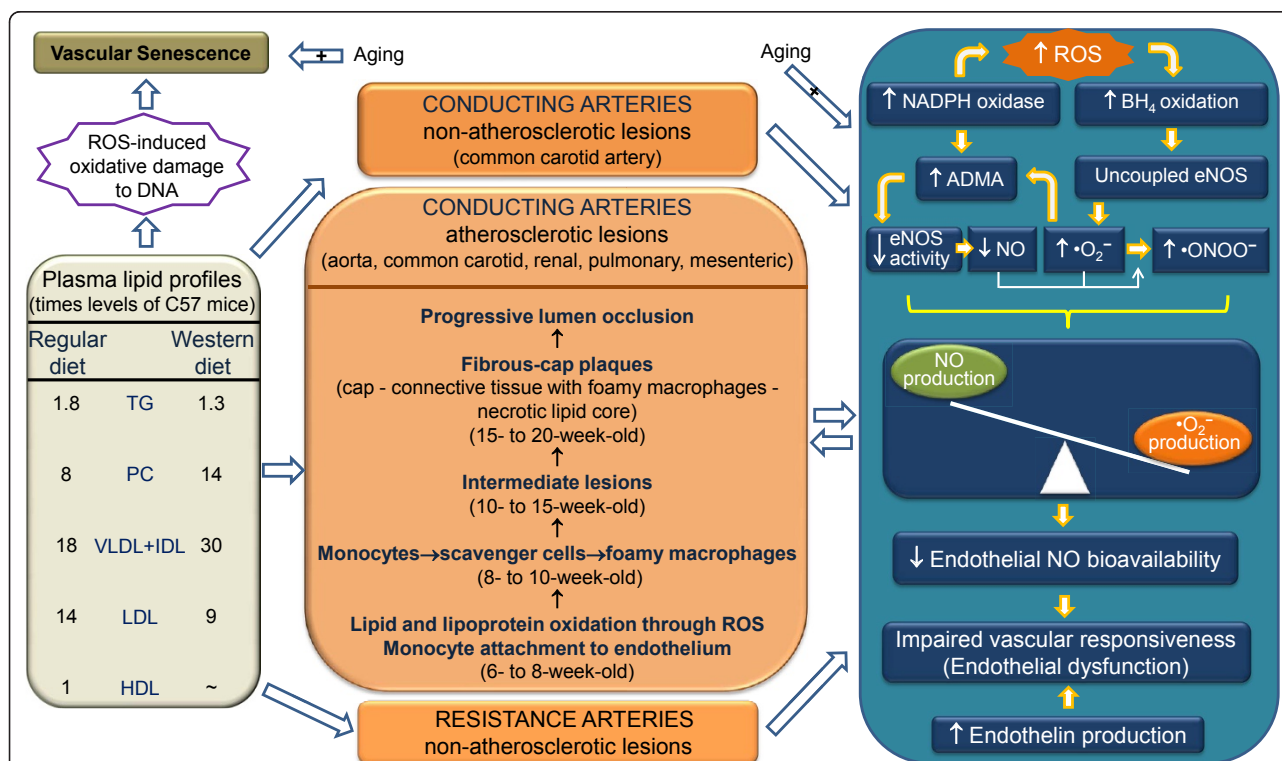 Vascular Senescence
+
Aging
ROS-induced
oxidative damage
to DNA
Plasma lipid profiles
(times levels of C57 mice)
Regular diet
Western diet
1.8 TG 1.3
8 PC 14
18 VLDL+IDL 30
14 LDL 9
1 HDL ~
CONDUCTING ARTERIES
non-atherosclerotic lesions
(common carotid artery)
CONDUCTING ARTERIES
atherosclerotic lesions
(aorta, common carotid, renal, pulmonary, mesenteric)
Progressive lumen occlusion
↑
Fibrous-cap plaques
(cap - connective tissue with foamy macrophages -
necrotic lipid core)
(15- to 20-week-old)
↑
Intermediate lesions
(10- to 15-week-old)
↑
Monocytes→scavenger cells→foamy macrophages
(8- to 10-week-old)
↑
Lipid and lipoprotein oxidation through ROS
Monocyte attachment to endothelium
(6- to 8-week-old)
RESISTANCE ARTERIES
non-atherosclerotic lesions
Aging
+
↑ ROS
↑ NADPH oxidase
↑ BH₄ oxidation
↑ ADMA
Uncoupled eNOS
↓ eNOS
activity
↓ NO
↑ •O₂⁻
↑ •ONOO⁻
NO
production
•O₂⁻
production
↓ Endothelial NO bioavailability
Impaired vascular responsiveness
(Endothelial dysfunction)
↑ Endothelin production